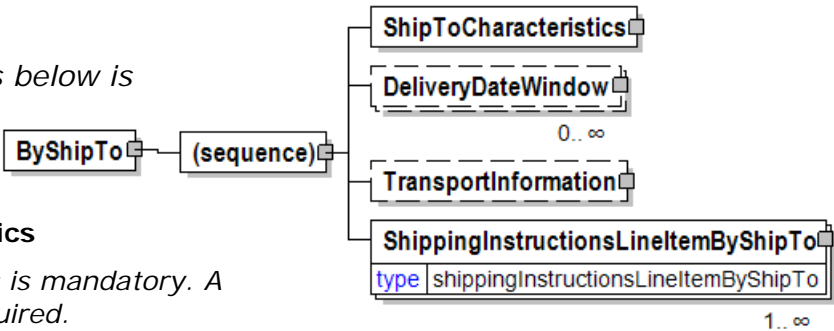 ShipToCharacteristics
s below is
DeliveryDateWindow
0.. ∞
ByShipTo
(sequence)
TransportInformation
ics
ShippingInstructionsLineItemByShipTo
s is mandatory. A
type shippingInstructionsLineItemByShipTo
uired.
1.. ∞